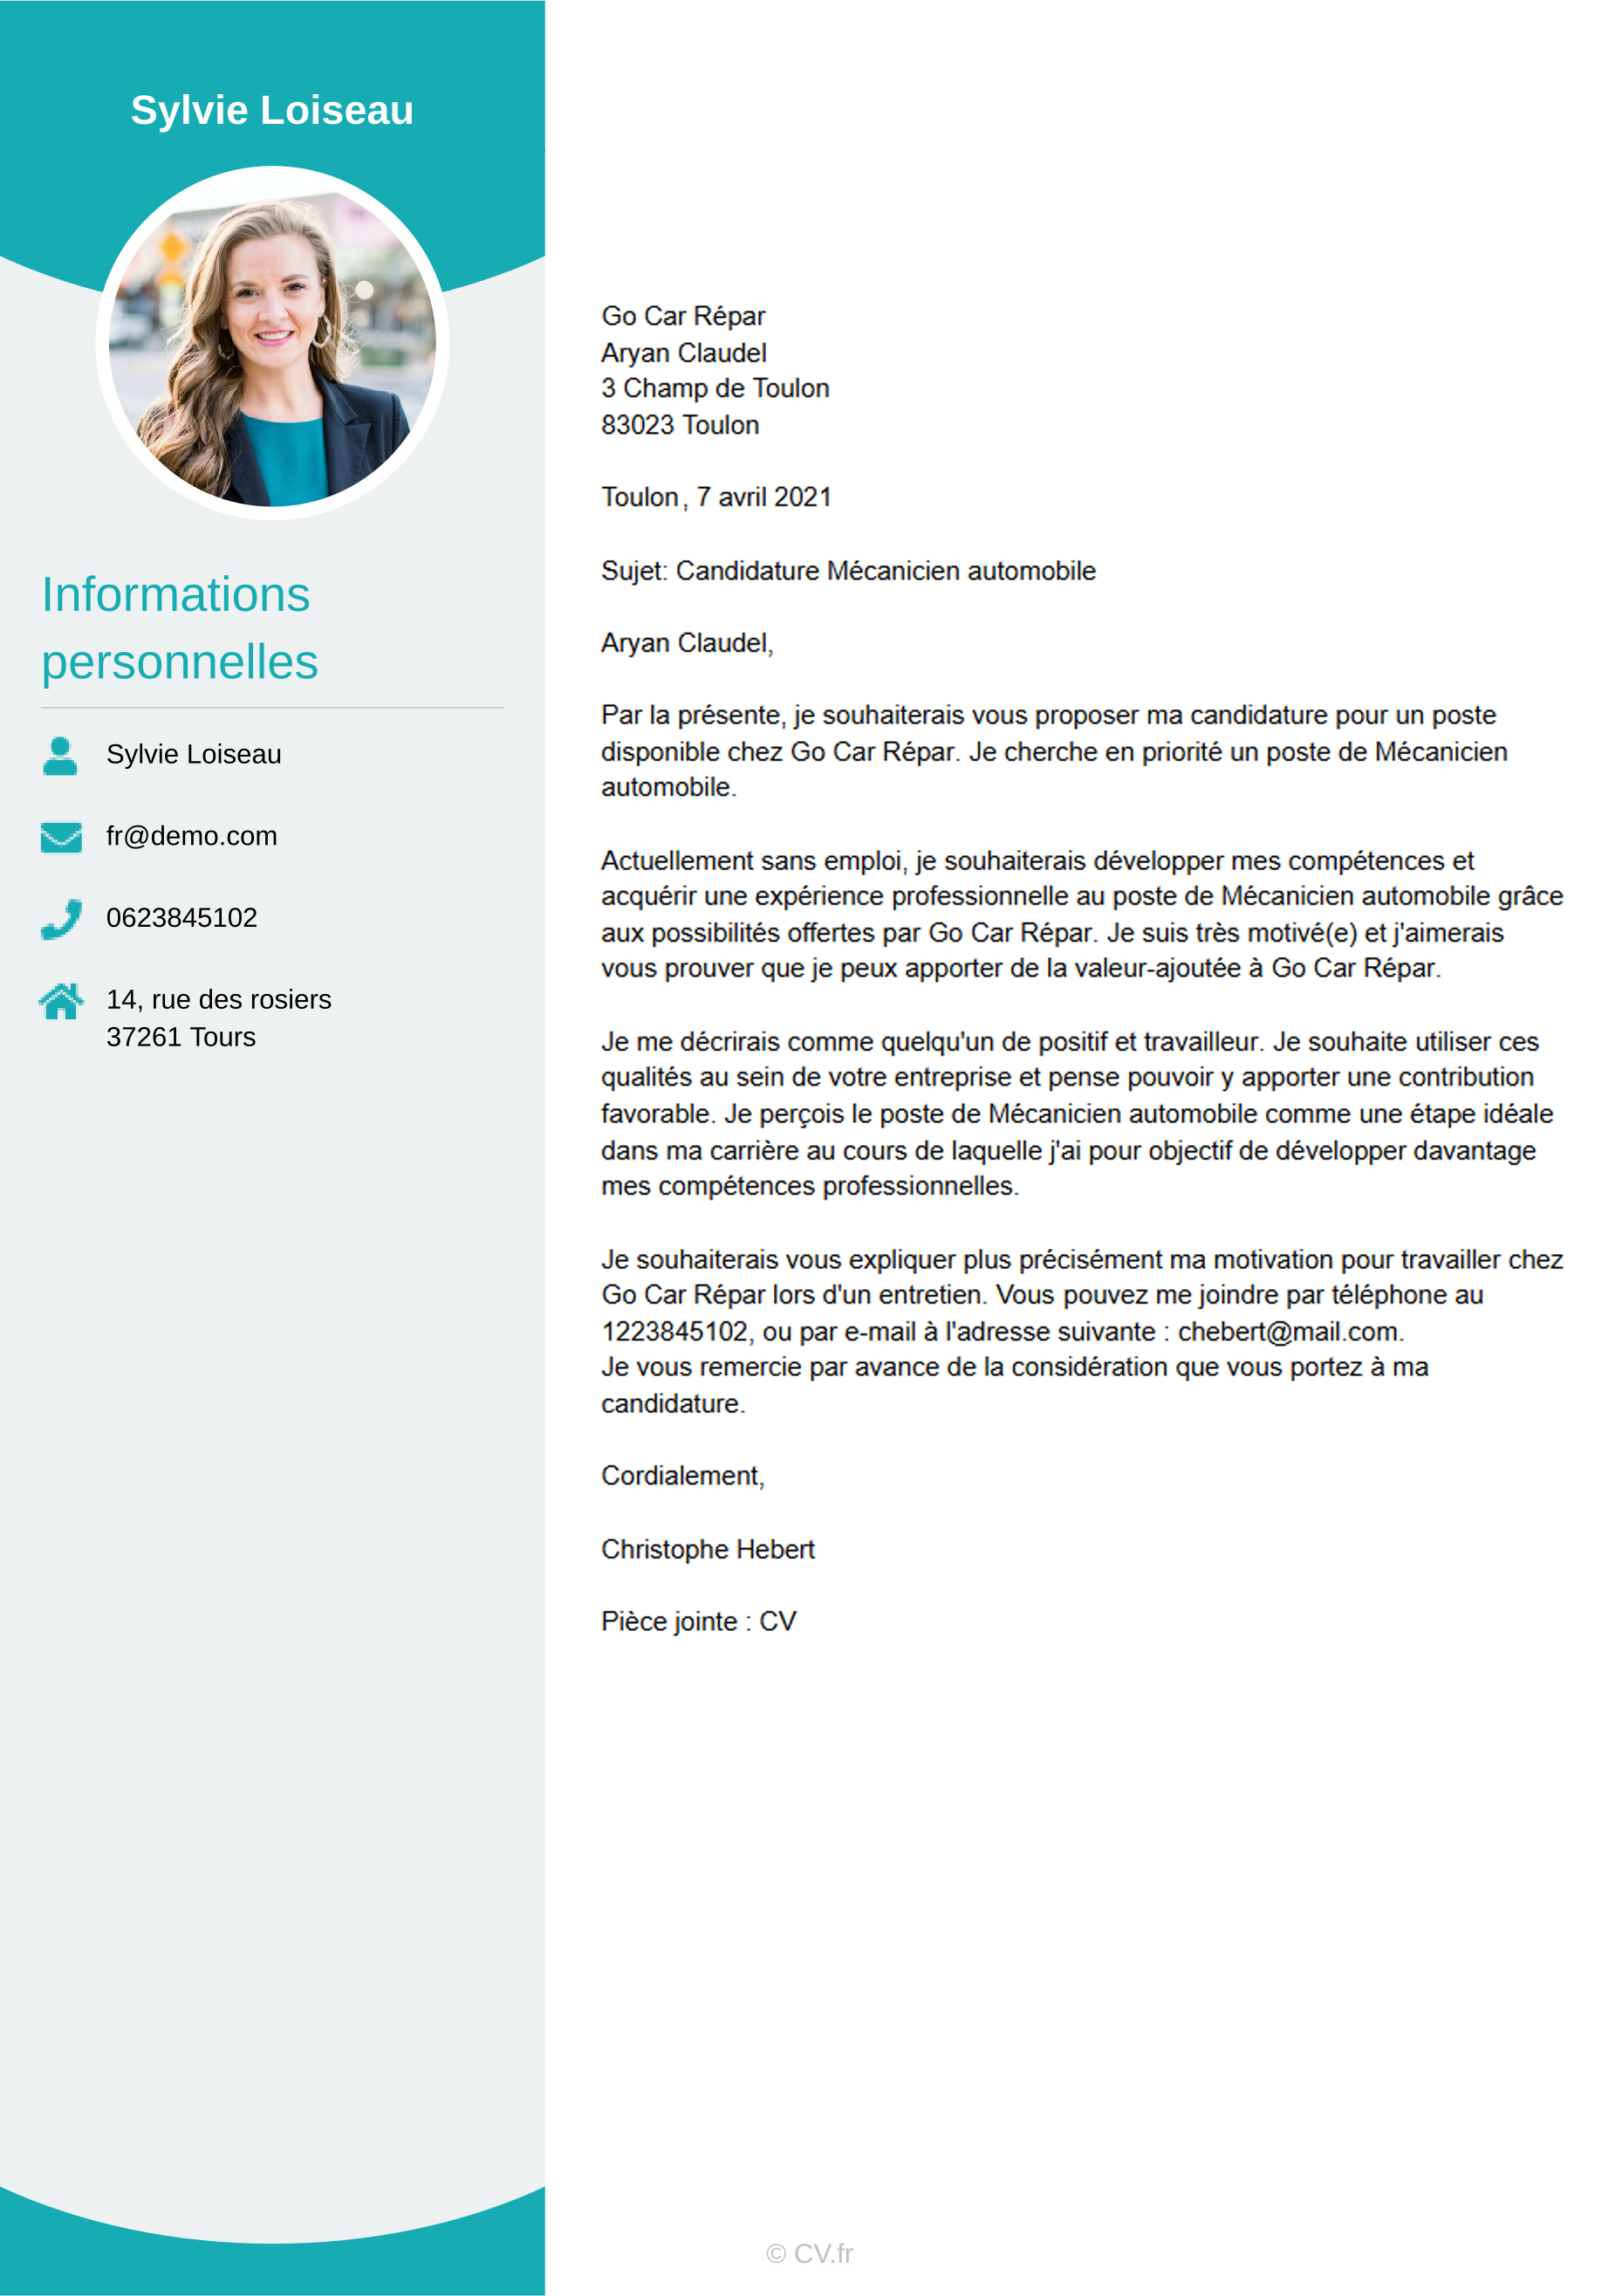 Sylvie Loiseau
Informations
personnelles
Sylvie Loiseau
fr@demo.com
0623845102
14, rue des rosiers
37261 Tours
Go Car Répar
Aryan Claudel
3 Champ de Toulon
83023 Toulon
Toulon, 7 avril 2021
Sujet: Candidature Mécanicien automobile
Aryan Claudel,
Par la présente, je souhaiterais vous proposer ma candidature pour un poste
disponible chez Go Car Répar. Je cherche en priorité un poste de Mécanicien
automobile.
Actuellement sans emploi, je souhaiterais développer mes compétences et
acquérir une expérience professionnelle au poste de Mécanicien automobile grâce
aux possibilités offertes par Go Car Répar. Je suis très motivé(e) et j'aimerais
vous prouver que je peux apporter de la valeur-ajoutée à Go Car Répar.
Je me décrirais comme quelqu'un de positif et travailleur. Je souhaite utiliser ces
qualités au sein de votre entreprise et pense pouvoir y apporter une contribution
favorable. Je perçois le poste de Mécanicien automobile comme une étape idéale
dans ma carrière au cours de laquelle j'ai pour objectif de développer davantage
mes compétences professionnelles.
Je souhaiterais vous expliquer plus précisément ma motivation pour travailler chez
Go Car Répar lors d'un entretien. Vous pouvez me joindre par téléphone au
1223845102, ou par e-mail à l'adresse suivante : chebert@mail.com.
Je vous remercie par avance de la considération que vous portez à ma
candidature.
Cordialement,
Christophe Hebert
Pièce jointe : CV
© CV.fr